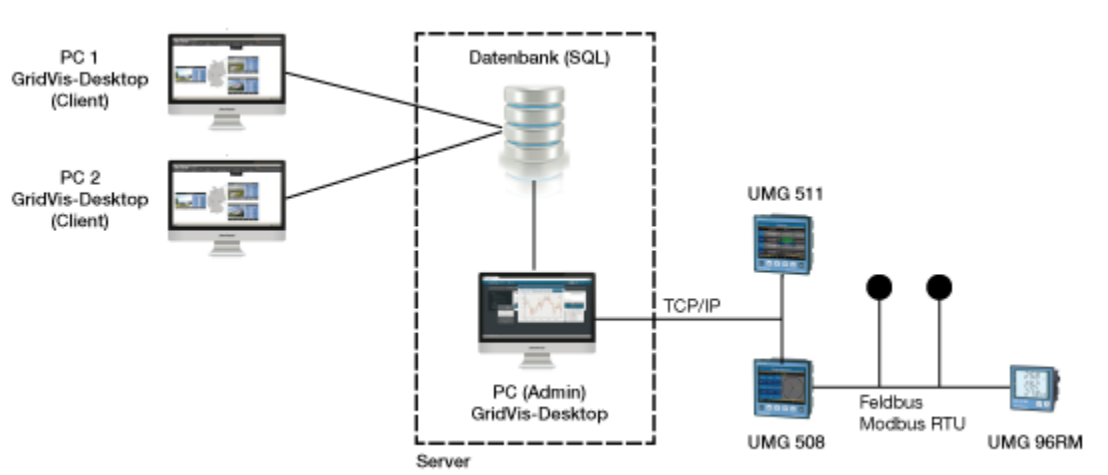 PC 1
GridVis-Desktop
(Client)
PC 2
GridVis-Desktop
(Client)
Datenbank (SQL)
PC (Admin)
GridVis-Desktop
Server
TCP/IP
UMG 511
UMG 508
Feldbus
Modbus RTU
UMG 96RM